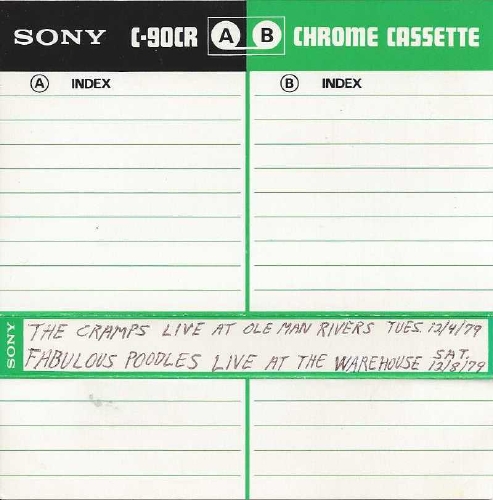 SONY C-90CR A B CHROME CASSETTE
A INDEX B INDEX
SONY
THE CRAMPS LIVE AT OLE MAN RIVERS TUES. 12/4/79
FABULOUS POODLES LIVE AT THE WAREHOUSE SAT. 12/8/79